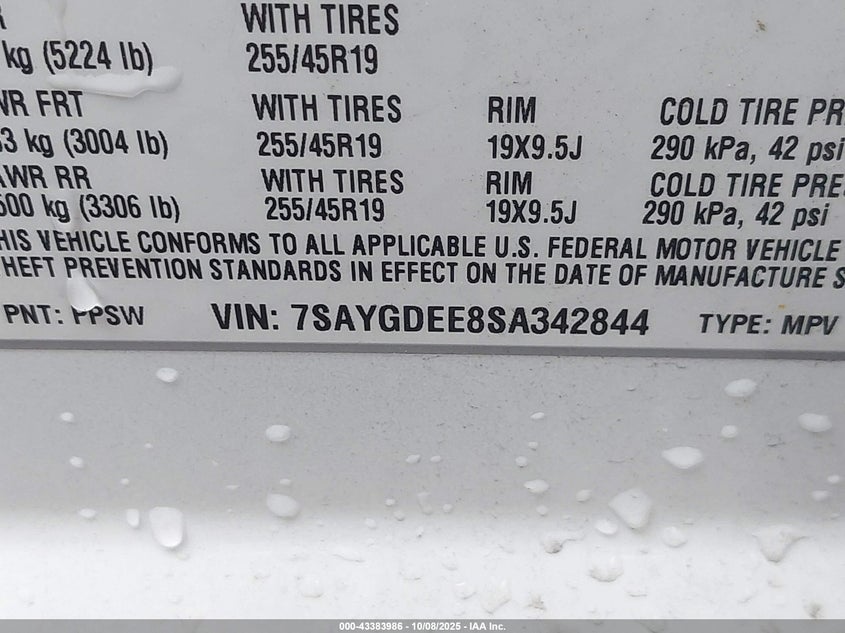 R WITH TIRES
kg (5224 lb) 255/45R19
WR FRT WITH TIRES RIM COLD TIRE PR
63 kg (3004 lb) 255/45R19 19X9.5J 290 kPa, 42 psi
AWR RR WITH TIRES RIM COLD TIRE PRE
500 kg (3306 lb) 255/45R19 19X9.5J 290 kPa, 42 psi
HIS VEHICLE CONFORMS TO ALL APPLICABLE U.S. FEDERAL MOTOR VEHICLE
HEFT PREVENTION STANDARDS IN EFFECT ON THE DATE OF MANUFACTURE S
PNT: PPSW VIN: 7SAYGDEE8SA342844 TYPE: MPV
000-43383986 - 10/08/2025 - IAA Inc.